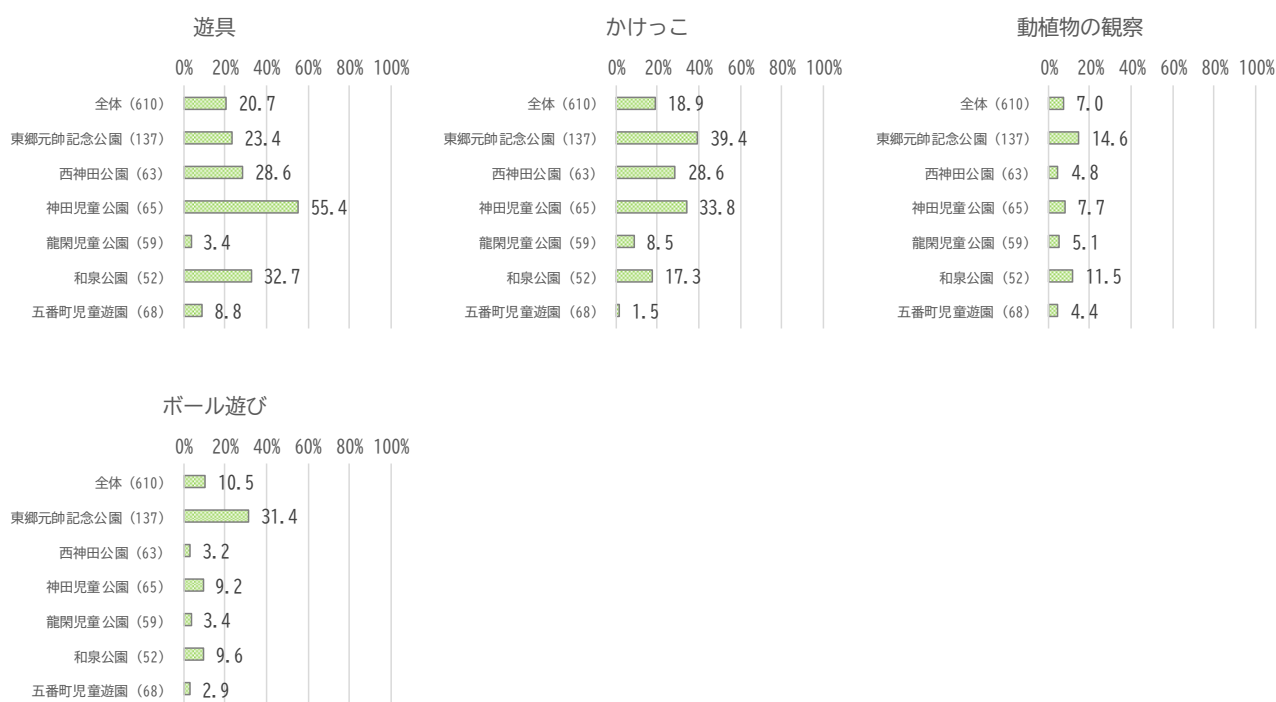 遊具
0% 20% 40% 60% 80% 100%
全体（610） 20.7
東郷元帥記念公園（137） 23.4
西神田公園（63） 28.6
神田児童公園（65） 55.4
龍閑児童公園（59） 3.4
和泉公園（52） 32.7
五番町児童遊園（68） 8.8
かけっこ
0% 20% 40% 60% 80% 100%
全体（610） 18.9
東郷元帥記念公園（137） 39.4
西神田公園（63） 28.6
神田児童公園（65） 33.8
龍閑児童公園（59） 8.5
和泉公園（52） 17.3
五番町児童遊園（68） 1.5
動植物の観察
0% 20% 40% 60% 80% 100%
全体（610） 7.0
東郷元帥記念公園（137） 14.6
西神田公園（63） 4.8
神田児童公園（65） 7.7
龍閑児童公園（59） 5.1
和泉公園（52） 11.5
五番町児童遊園（68） 4.4
ボール遊び
0% 20% 40% 60% 80% 100%
全体（610） 10.5
東郷元帥記念公園（137） 31.4
西神田公園（63） 3.2
神田児童公園（65） 9.2
龍閑児童公園（59） 3.4
和泉公園（52） 9.6
五番町児童遊園（68） 2.9